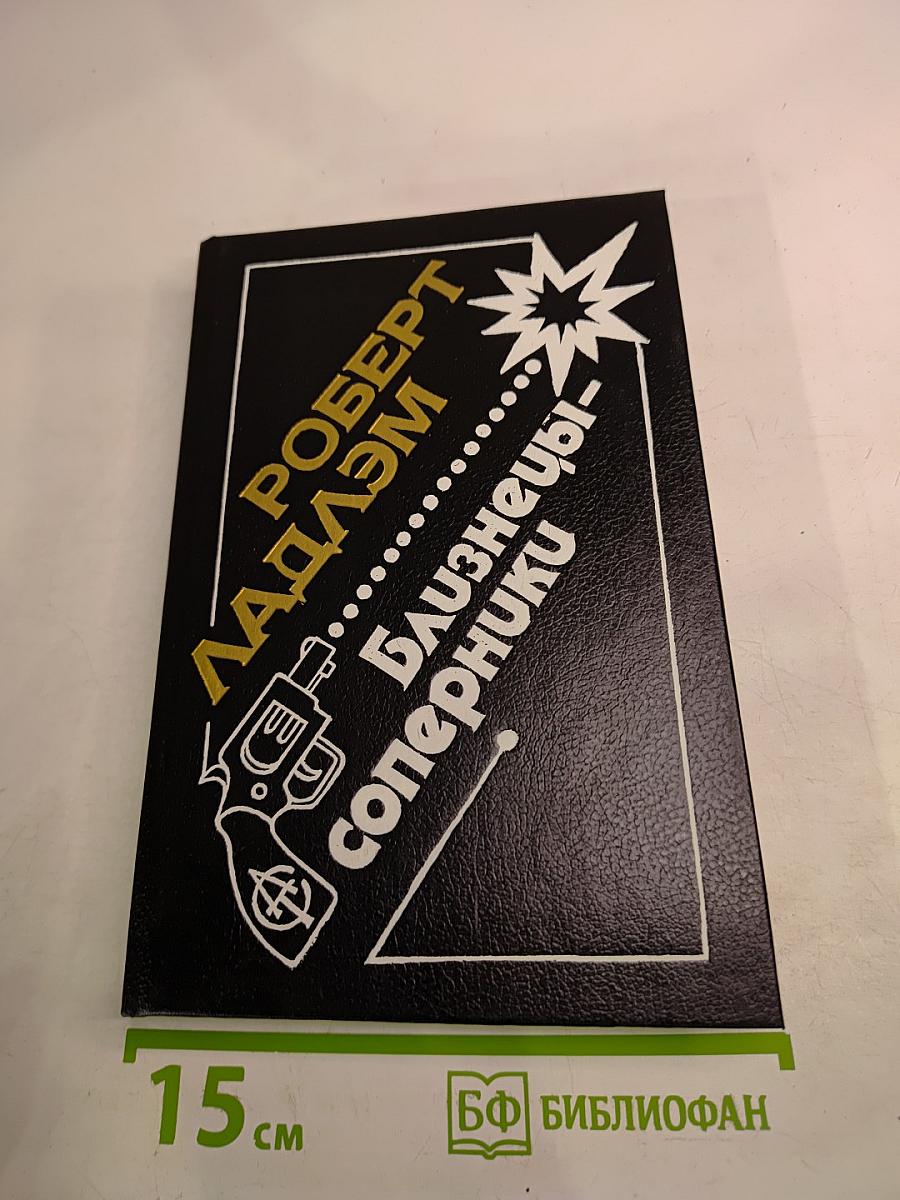 РОБЕРТ
ЛАДЛЭМ
Близнецы-
соперники
15 см
БФ БИБЛИОФАН